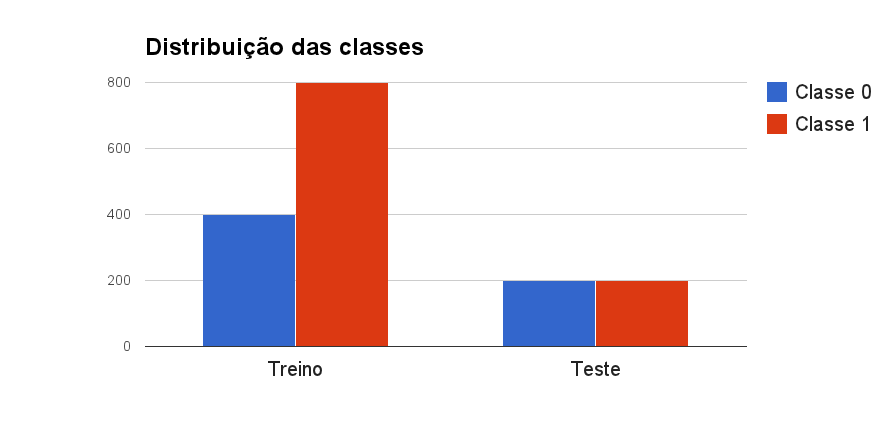 Distribuição das classes
800
600
400
200
0
Treino
Teste
Classe 0
Classe 1